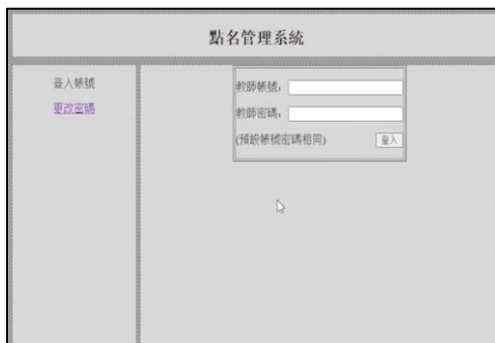 點名管理系統
登入帳號
更改密碼
教師帳號：
教師密碼：
(預設帳號密碼相同)
登入